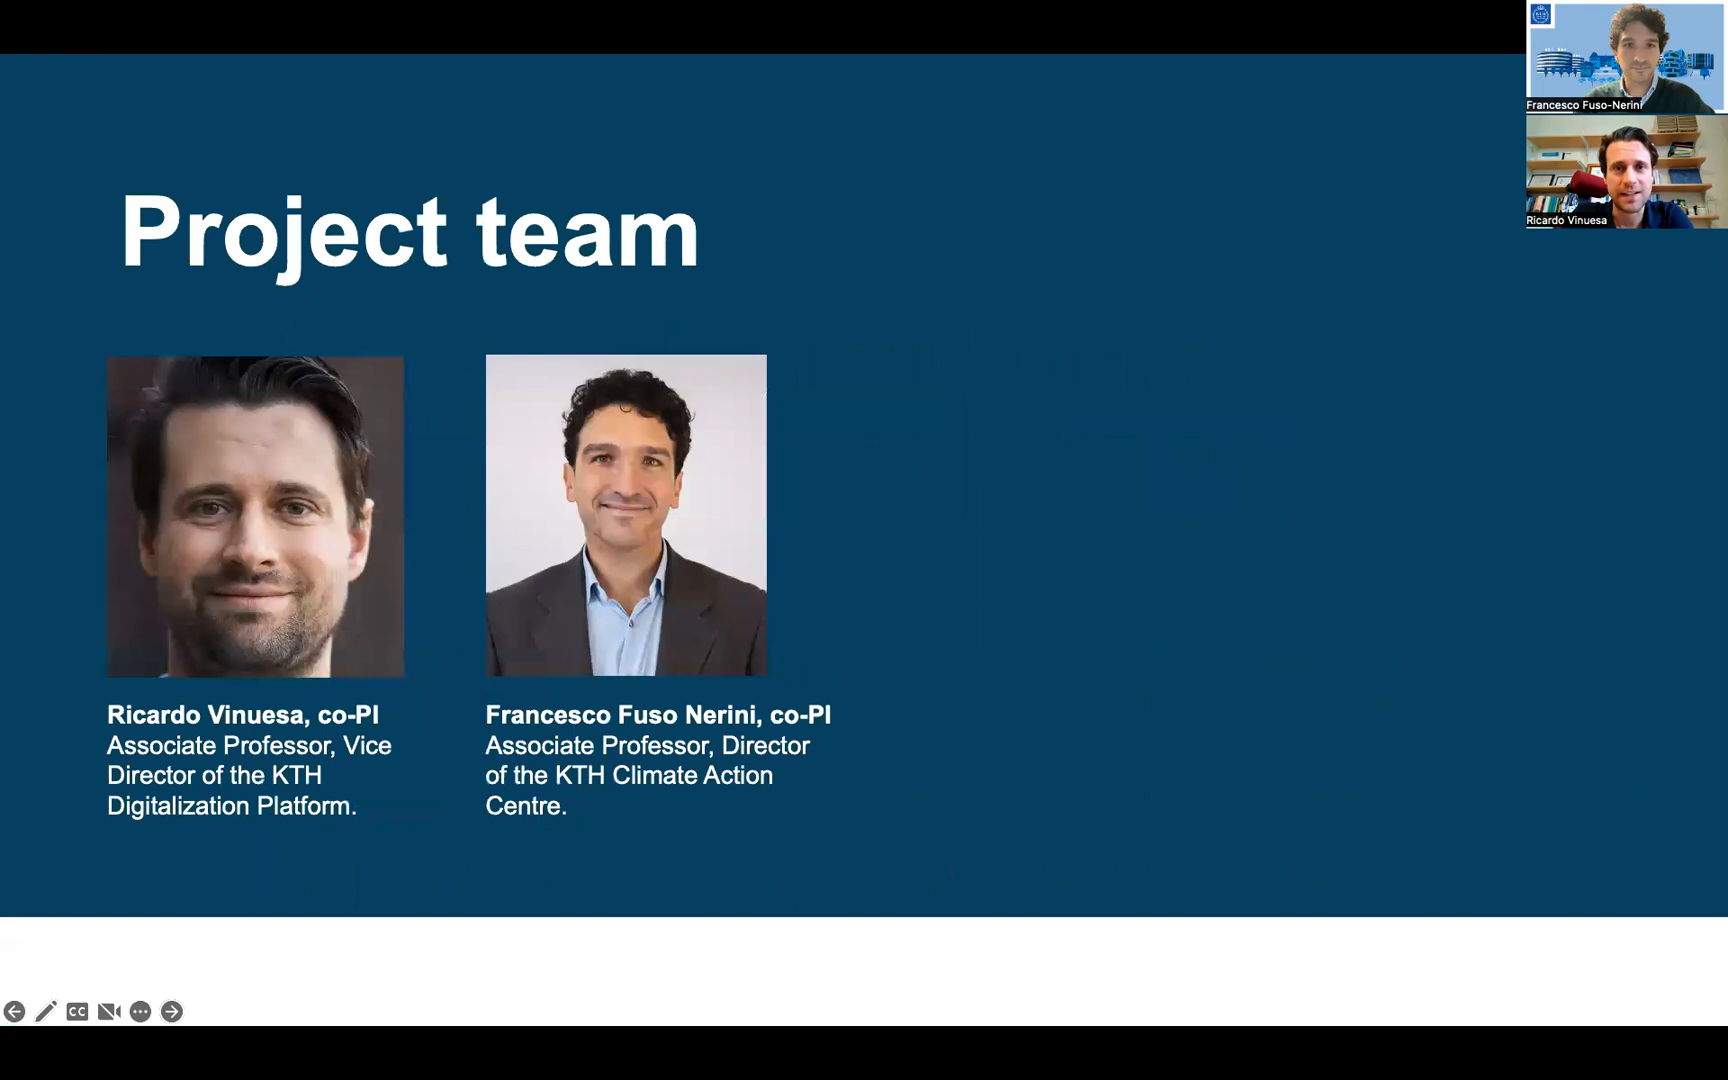 Francesco Fuso-Nerini
Ricardo Vinuesa
Project team
Ricardo Vinuesa, co-PI
Associate Professor, Vice
Director of the KTH
Digitalization Platform.
Francesco Fuso Nerini, co-PI
Associate Professor, Director
of the KTH Climate Action
Centre.
CC